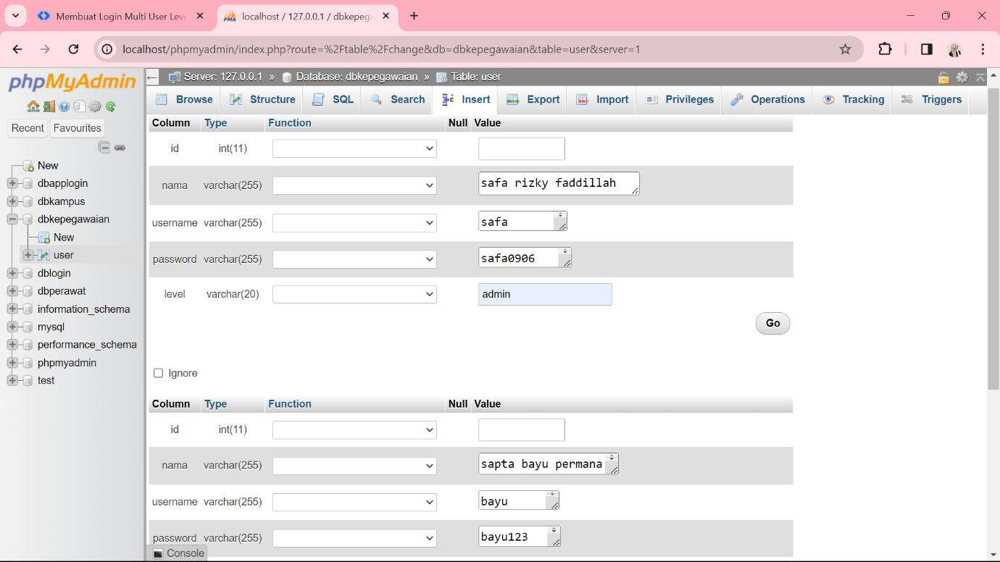 Membuat Login Multi User Leve
localhost / 127.0.0.1 / dbkepega
localhost/phpmyadmin/index.php?route=%2Ftable%2Fchange&db=dbkepegawaian&table=user&server=1
phpMyAdmin
Recent Favourites
New
dbapplogin
dbkampus
dbkepegawaian
New
user
dblogin
dbperawat
information_schema
mysql
performance_schema
phpmyadmin
test
Server: 127.0.0.1 » Database: dbkepegawaian » Table: user
Browse Structure SQL Search Insert Export Import Privileges Operations Tracking Triggers
Column Type Function Null Value
id int(11)
nama varchar(255) safa rizky faddillah
username varchar(255) safa
password varchar(255) safa0906
level varchar(20) admin
Go
Ignore
Column Type Function Null Value
id int(11)
nama varchar(255) sapta bayu permana
username varchar(255) bayu
password varchar(255) bayu123
Console